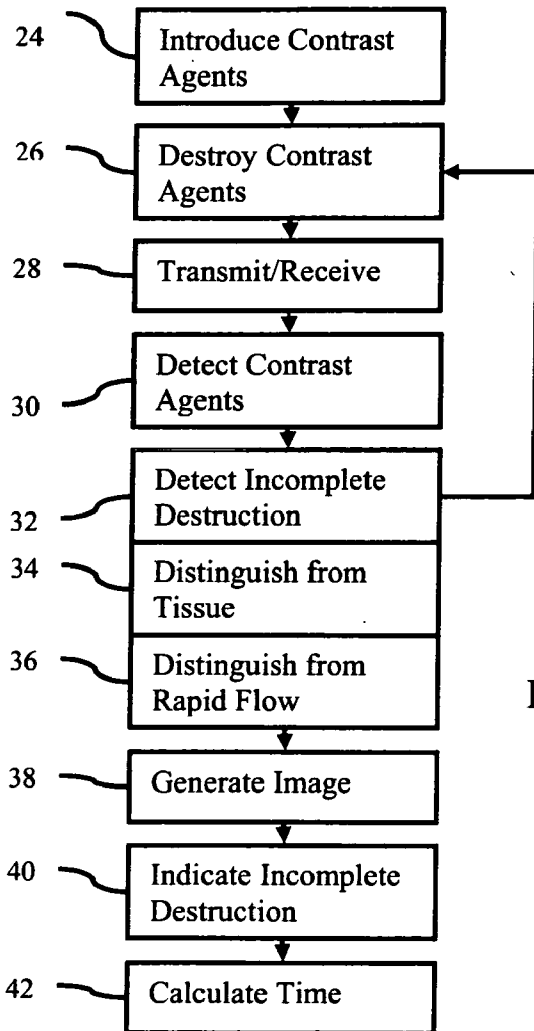 24
Introduce Contrast
Agents
26
Destroy Contrast
Agents
28
Transmit/Receive
30
Detect Contrast
Agents
32
Detect Incomplete
Destruction
34
Distinguish from
Tissue
36
Distinguish from
Rapid Flow
38
Generate Image
40
Indicate Incomplete
Destruction
42
Calculate Time